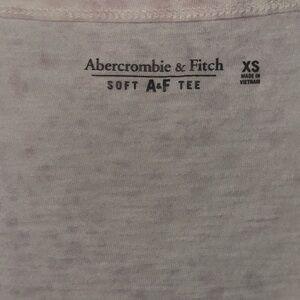 Abercrombie & Fitch
SOFT A&F TEE
XS
MADE IN
VIETNAM